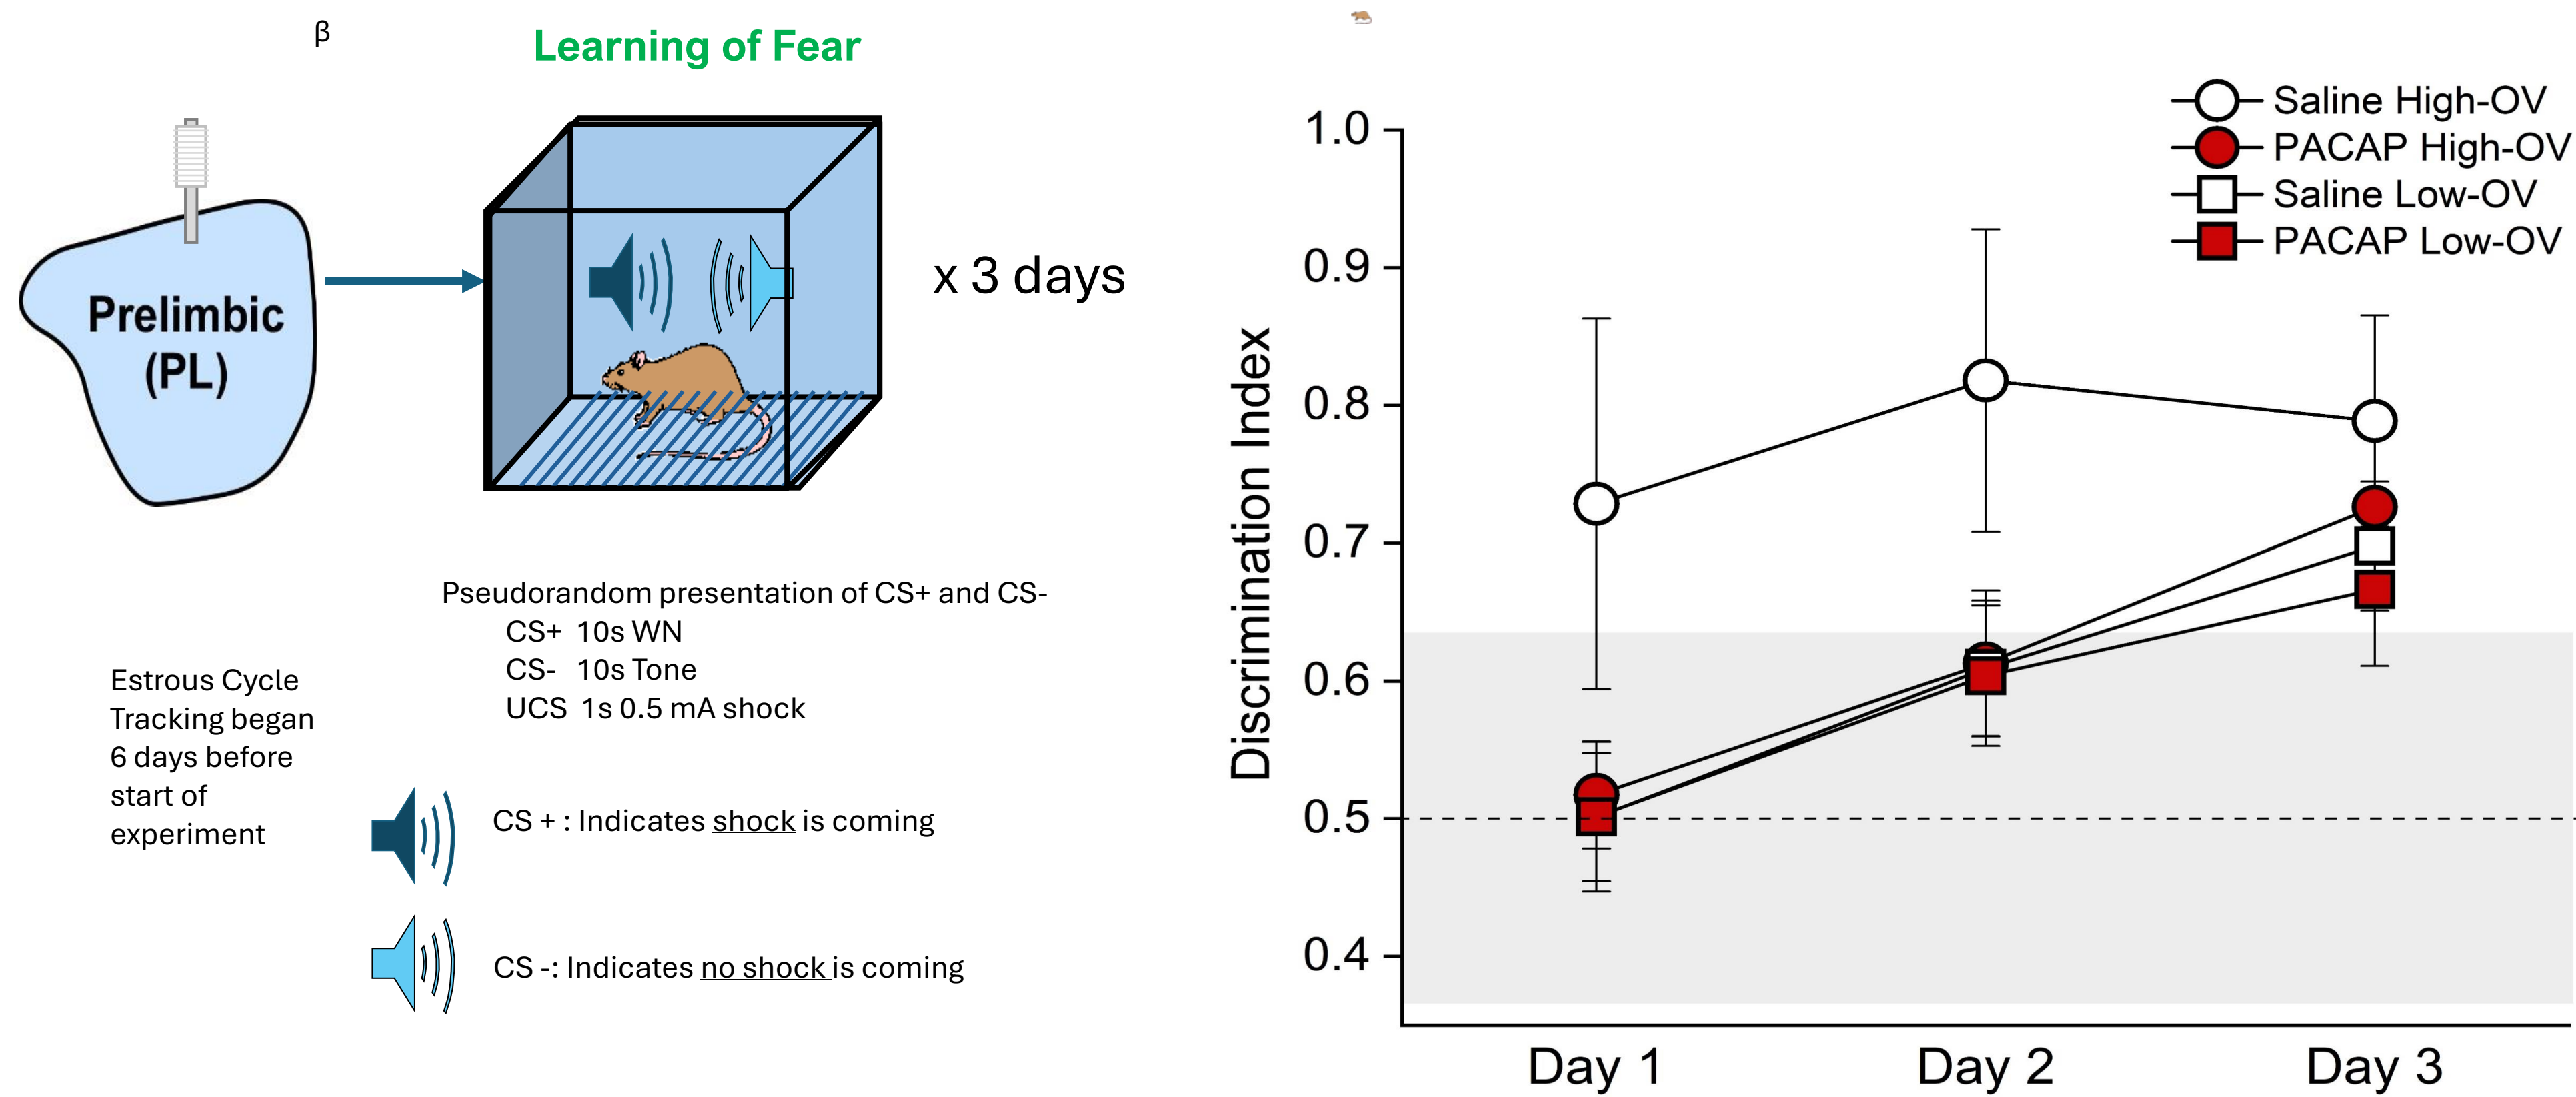 β
Learning of Fear
Prelimbic
(PL)
x 3 days
Pseudorandom presentation of CS+ and CS-
CS+ 10s WN
CS- 10s Tone
UCS 1s 0.5 mA shock
Estrous Cycle
Tracking began
6 days before
start of
experiment
CS + : Indicates shock is coming
CS -: Indicates no shock is coming
Saline High-OV
PACAP High-OV
Saline Low-OV
PACAP Low-OV
Discrimination Index
1.0
0.9
0.8
0.7
0.6
0.5
0.4
Day 1 Day 2 Day 3